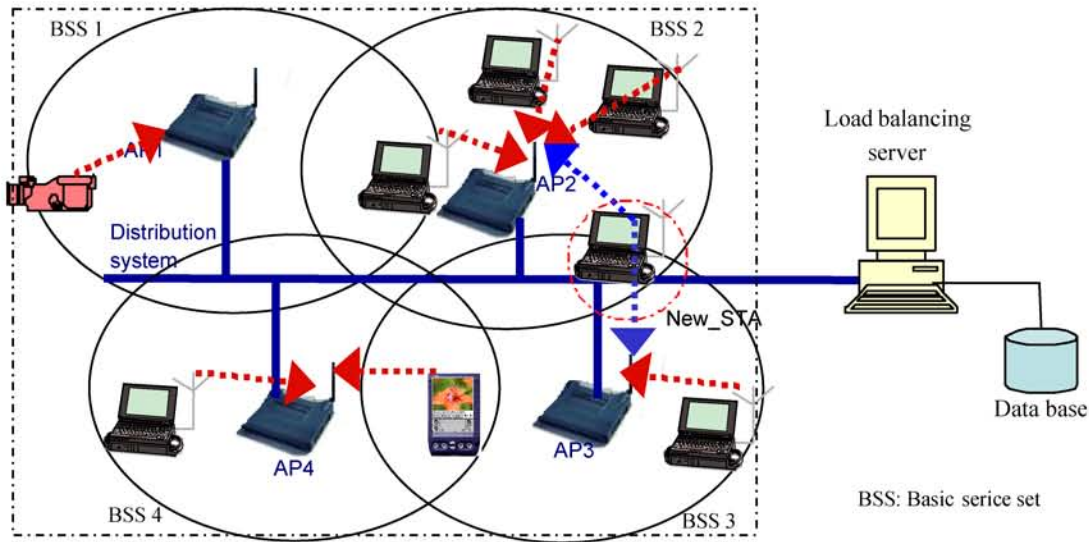 BSS 1
BSS 2
Load balancing
server
AP1
AP2
Distribution
system
New_STA
Data base
AP4
AP3
BSS 4
BSS 3
BSS: Basic serice set